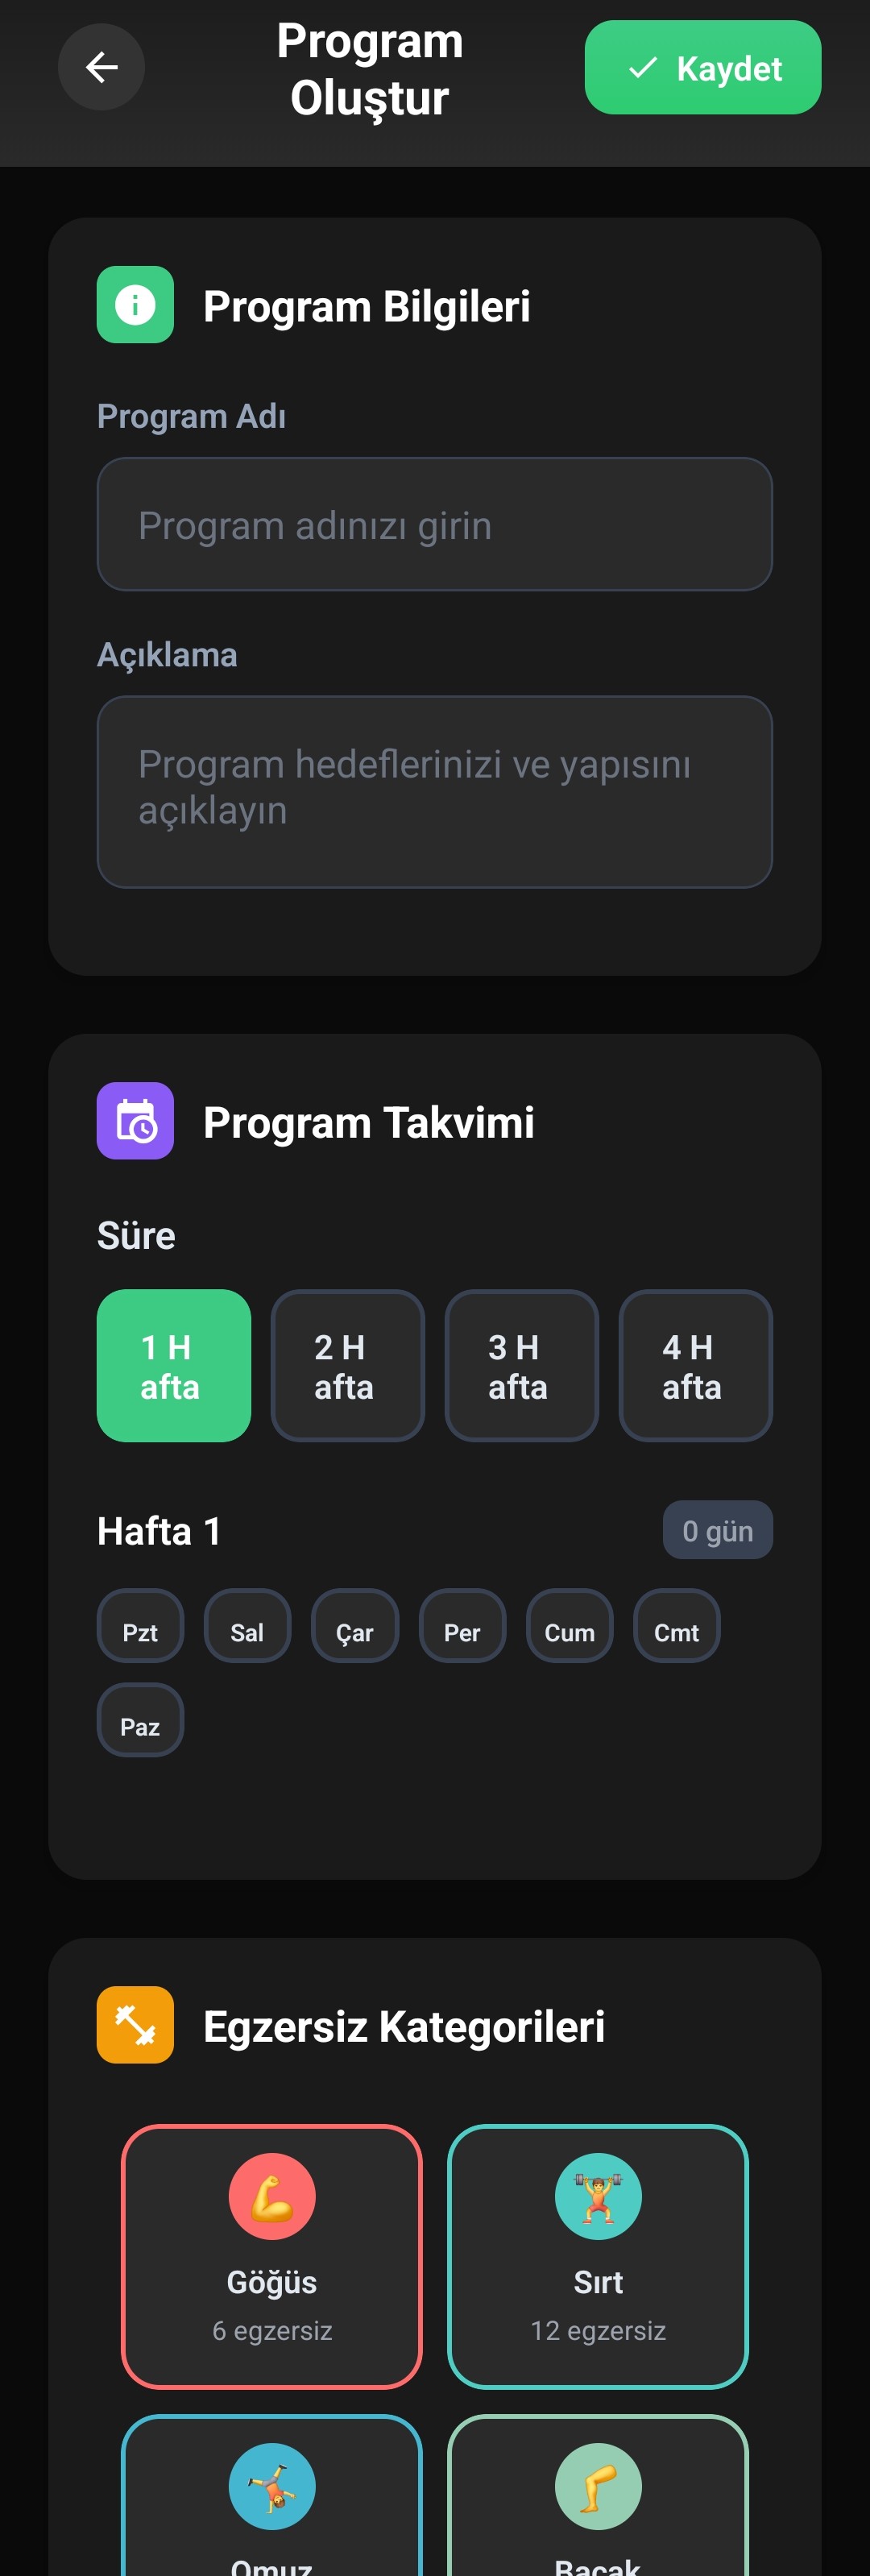 Program
Oluştur
Kaydet
Program Bilgileri
Program Adı
Program adınızı girin
Açıklama
Program hedeflerinizi ve yapısını
açıklayın
Program Takvimi
Süre
1 H
afta
2 H
afta
3 H
afta
4 H
afta
Hafta 1
0 gün
Pzt
Sal
Çar
Per
Cum
Cmt
Paz
Egzersiz Kategorileri
Göğüs
6 egzersiz
Sırt
12 egzersiz
Omuz
Bacak